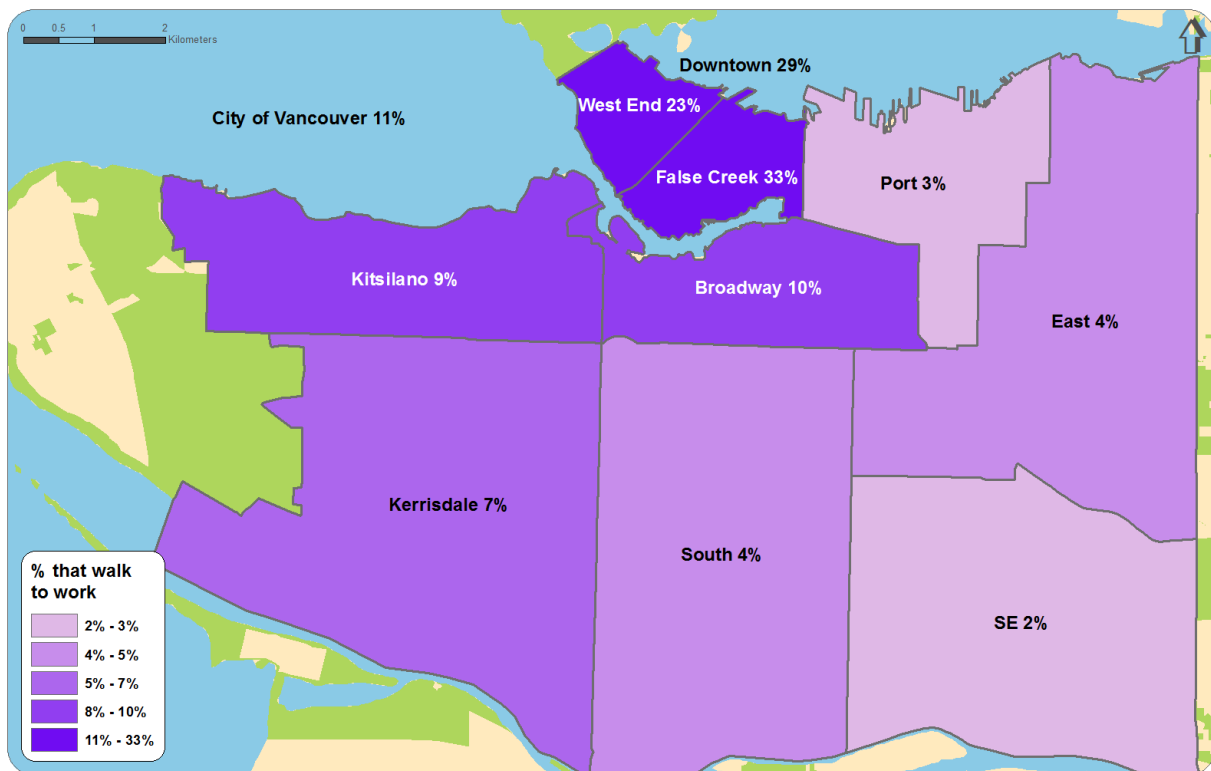 0 0.5 1 2
Kilometers
Downtown 29%
West End 23%
City of Vancouver 11%
False Creek 33%
Port 3%
Kitsilano 9%
Broadway 10%
East 4%
Kerrisdale 7%
South 4%
SE 2%
% that walk
to work
2% - 3%
4% - 5%
5% - 7%
8% - 10%
11% - 33%